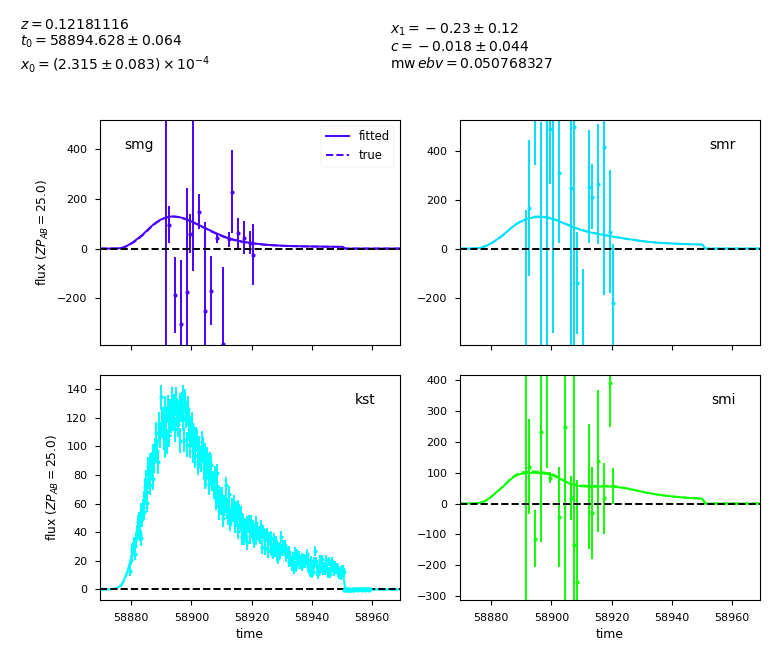 z = 0.12181116
t₀ = 58894.628 ± 0.064
x₀ = (2.315 ± 0.083) × 10⁻⁴
x₁ = −0.23 ± 0.12
c = −0.018 ± 0.044
mw ebv = 0.050768327
smg
fitted
true
400
200
0
−200
flux (ZP_AB = 25.0)
smr
400
200
0
−200
kst
140
120
100
80
60
40
20
0
flux (ZP_AB = 25.0)
58880 58900 58920 58940 58960
time
smi
400
300
200
100
0
−100
−200
−300
58880 58900 58920 58940 58960
time